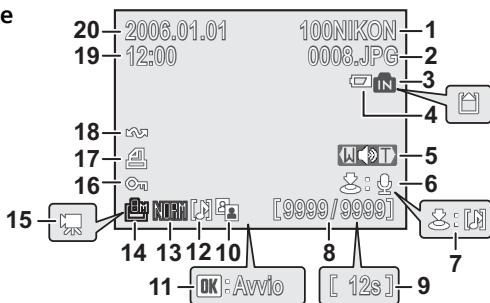 e
20 2006.01.01 100NIKON 1
19 12:00 0008.JPG 2
IN 3
4
18
17 W T 5
16 : 6
15 14 NORM 13 12 10 [9999/9999] 8 : 7
11 OK : Avvio [ 12s ] 9